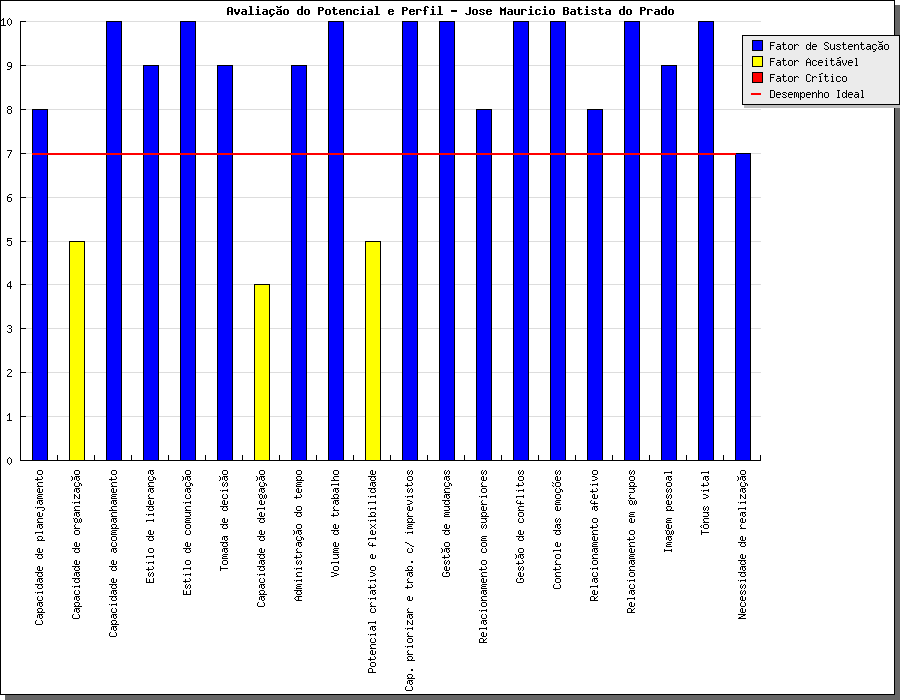 Avaliação do Potencial e Perfil - Jose Mauricio Batista do Prado
Fator de Sustentação
Fator Aceitável
Fator Crítico
Desempenho Ideal
10
9
8
7
6
5
4
3
2
1
0
Capacidade de planejamento
Capacidade de organização
Capacidade de acompanhamento
Estilo de liderança
Estilo de comunicação
Tomada de decisão
Capacidade de delegação
Administração do tempo
Volume de trabalho
Potencial criativo e flexibilidade
Cap. priorizar e trab. c/ imprevistos
Gestão de mudanças
Relacionamento com superiores
Gestão de conflitos
Controle das emoções
Relacionamento afetivo
Relacionamento em grupos
Imagem pessoal
Tônus vital
Necessidade de realização